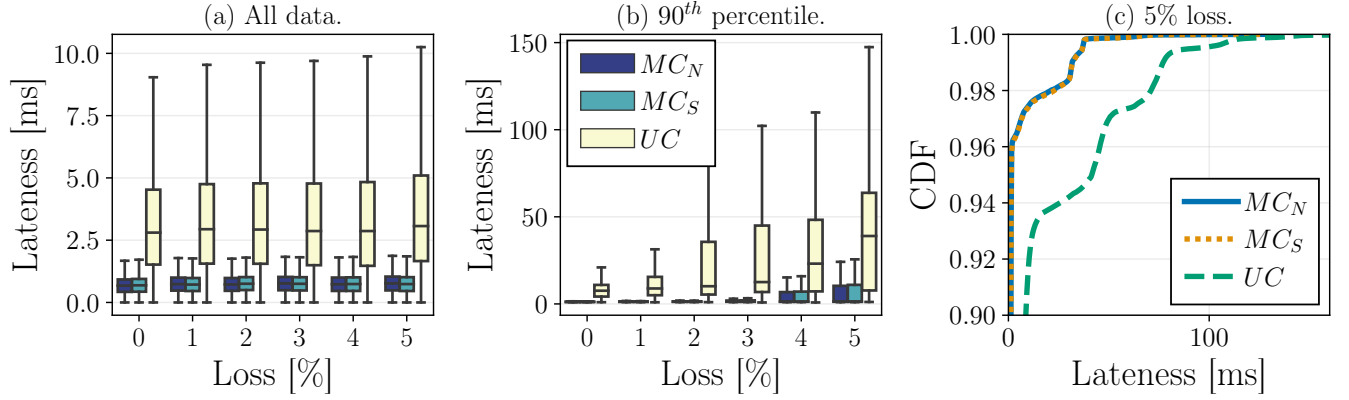 (a) All data.
Lateness [ms]
10.0
7.5
5.0
2.5
0.0
0 1 2 3 4 5
Loss [%]
(b) 90th percentile.
Lateness [ms]
150
100
50
0
MC_N
MC_S
UC
0 1 2 3 4 5
Loss [%]
(c) 5% loss.
CDF
1.00
0.98
0.96
0.94
0.92
0.90
MC_N
MC_S
UC
0 100
Lateness [ms]